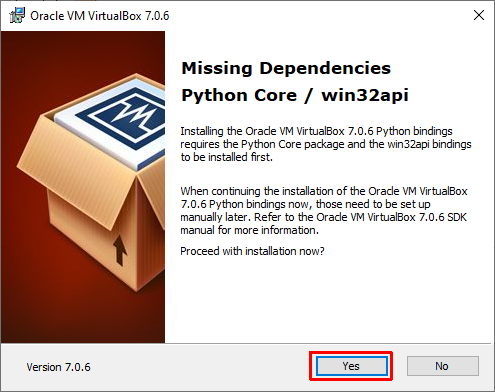 Oracle VM VirtualBox 7.0.6
Missing Dependencies
Python Core / win32api
Installing the Oracle VM VirtualBox 7.0.6 Python bindings
requires the Python Core package and the win32api bindings
to be installed first.
When continuing the installation of the Oracle VM VirtualBox
7.0.6 Python bindings now, those need to be set up
manually later. Refer to the Oracle VM VirtualBox 7.0.6 SDK
manual for more information.
Proceed with installation now?
Version 7.0.6
Yes
No